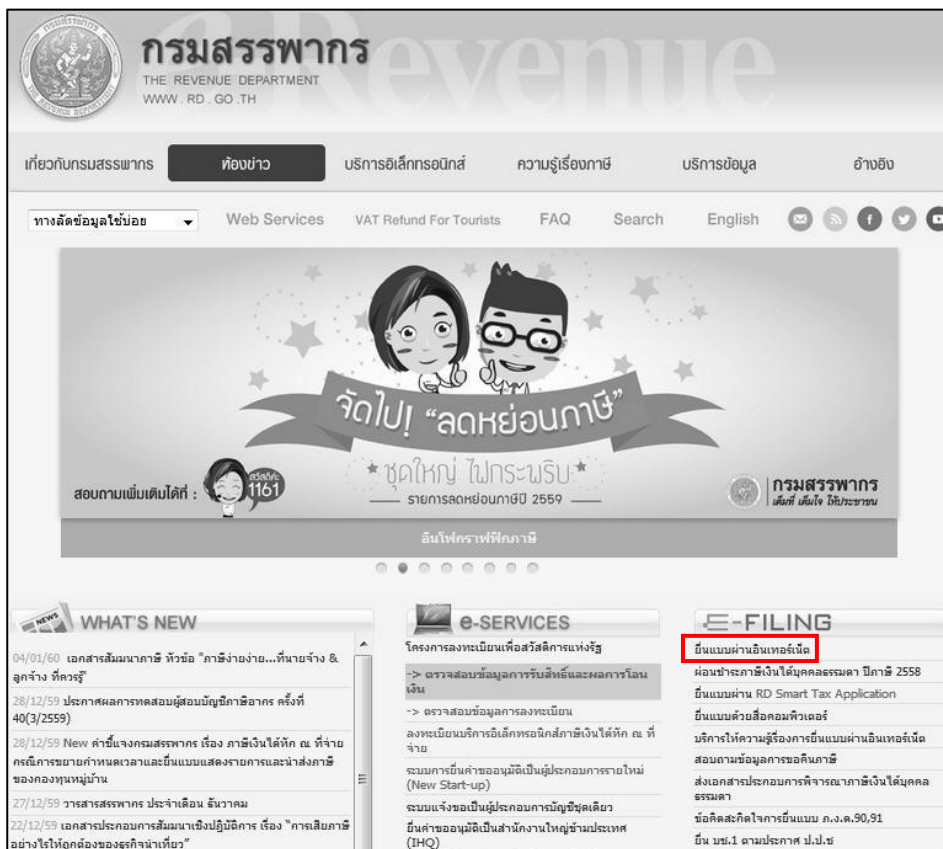 e-Revenue
กรมสรรพากร
THE REVENUE DEPARTMENT
WWW . RD . GO .TH
เกี่ยวกับกรมสรรพากร ห้องข่าว บริการอิเล็กทรอนิกส์ ความรู้เรื่องภาษี บริการข้อมูล อ้างอิง
ทางลัดข้อมูลใช้บ่อย Web Services VAT Refund For Tourists FAQ Search English
จัดไป! “ลดหย่อนภาษี”
ชุดใหญ่ ไฟกระพริบ
รายการลดหย่อนภาษีปี 2559
สอบถามเพิ่มเติมได้ที่ :
สวัสดีค่ะ
1161
กรมสรรพากร
เต็มที่ เต็มใจ ให้ประชาชน
อินโฟกราฟฟิคภาษี
NEWS
WHAT'S NEW
04/01/60 เอกสารสัมมนาภาษี หัวข้อ "ภาษีง่ายง่าย...ที่นายจ้าง &
ลูกจ้าง ที่ควรรู้"
28/12/59 ประกาศผลการทดสอบผู้สอบบัญชีภาษีอากร ครั้งที่
40(3/2559)
28/12/59 New คำชี้แจงกรมสรรพากร เรื่อง ภาษีเงินได้หัก ณ ที่จ่าย
กรณีการขยายกำหนดเวลาและยื่นแบบแสดงรายการและนำส่งภาษี
ของกองทุนหมู่บ้าน
27/12/59 วารสารสรรพากร ประจำเดือน ธันวาคม
22/12/59 เอกสารประกอบการสัมมนาเชิงปฏิบัติการ เรื่อง "การเสียภาษี
อย่างไรให้ถูกต้องของธุรกิจนำเที่ยว"
e-SERVICES
โครงการลงทะเบียนเพื่อสวัสดิการแห่งรัฐ
-> ตรวจสอบข้อมูลการรับสิทธิ์และผลการโอน
เงิน
-> ตรวจสอบข้อมูลการลงทะเบียน
ลงทะเบียนบริการอิเล็กทรอนิกส์ภาษีเงินได้หัก ณ ที่
จ่าย
ระบบการยื่นคำขออนุมัติเป็นผู้ประกอบการรายใหม่
(New Start-up)
ระบบแจ้งขอเป็นผู้ประกอบการบัญชีชุดเดียว
ยื่นคำขออนุมัติเป็นสำนักงานใหญ่ข้ามประเทศ
(IHQ)
E-FILING
ยื่นแบบผ่านอินเทอร์เน็ต
ผ่อนชำระภาษีเงินได้บุคคลธรรมดา ปีภาษี 2558
ยื่นแบบผ่าน RD Smart Tax Application
ยื่นแบบด้วยสื่อคอมพิวเตอร์
บริการให้ความรู้เรื่องการยื่นแบบผ่านอินเทอร์เน็ต
สอบถามข้อมูลการขอคืนภาษี
ส่งเอกสารประกอบการพิจารณาภาษีเงินได้บุคคล
ธรรมดา
ข้อคิดสะกิดใจการยื่นแบบ ภ.ง.ด.90,91
ยื่น บช.1 ตามประกาศ ป.ป.ช